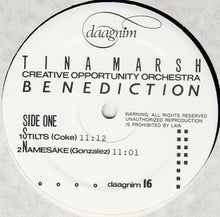 daagnim
TINA MARSH
CREATIVE OPPORTUNITY ORCHESTRA
BENEDICTION
SIDE ONE
WARNING: ALL RIGHTS RESERVED
UNAUTHORIZED REPRODUCTION
IS PROHIBITED BY LAW
S
1)TILTS (Coke) 11:12
N
2)NAMESAKE (Gonzalez) 11:01
daagnim 16